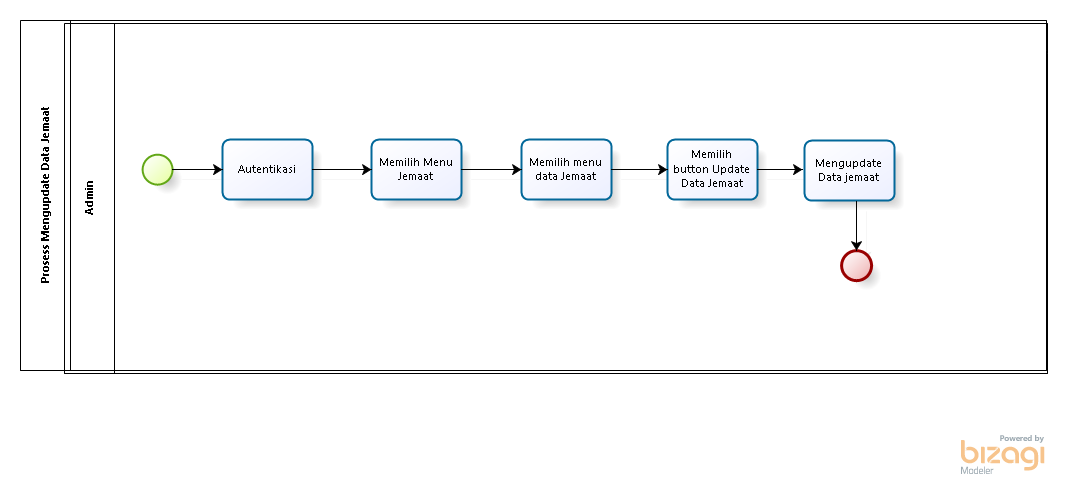 Prosess Mengupdate Data Jemaat
Admin
Autentikasi
Memilih Menu
Jemaat
Memilih menu
data Jemaat
Memilih
button Update
Data Jemaat
Mengupdate
Data jemaat
Powered by
bizagi
Modeler